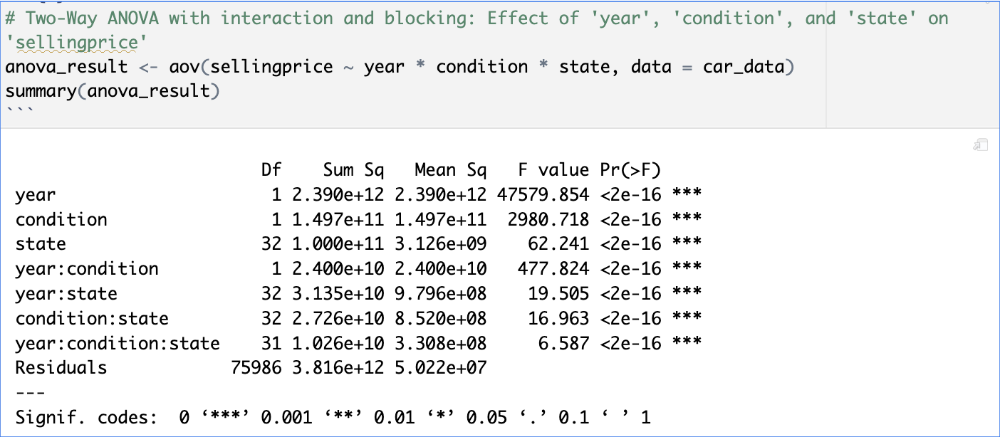 # Two-Way ANOVA with interaction and blocking: Effect of 'year', 'condition', and 'state' on
'sellingprice'
anova_result <- aov(sellingprice ~ year * condition * state, data = car_data)
summary(anova_result)
```
Df Sum Sq Mean Sq F value Pr(>F)
year 1 2.390e+12 2.390e+12 47579.854 <2e-16 ***
condition 1 1.497e+11 1.497e+11 2980.718 <2e-16 ***
state 32 1.000e+11 3.126e+09 62.241 <2e-16 ***
year:condition 1 2.400e+10 2.400e+10 477.824 <2e-16 ***
year:state 32 3.135e+10 9.796e+08 19.505 <2e-16 ***
condition:state 32 2.726e+10 8.520e+08 16.963 <2e-16 ***
year:condition:state 31 1.026e+10 3.308e+08 6.587 <2e-16 ***
Residuals 75986 3.816e+12 5.022e+07
---
Signif. codes: 0 ‘***’ 0.001 ‘**’ 0.01 ‘*’ 0.05 ‘.’ 0.1 ‘ ’ 1